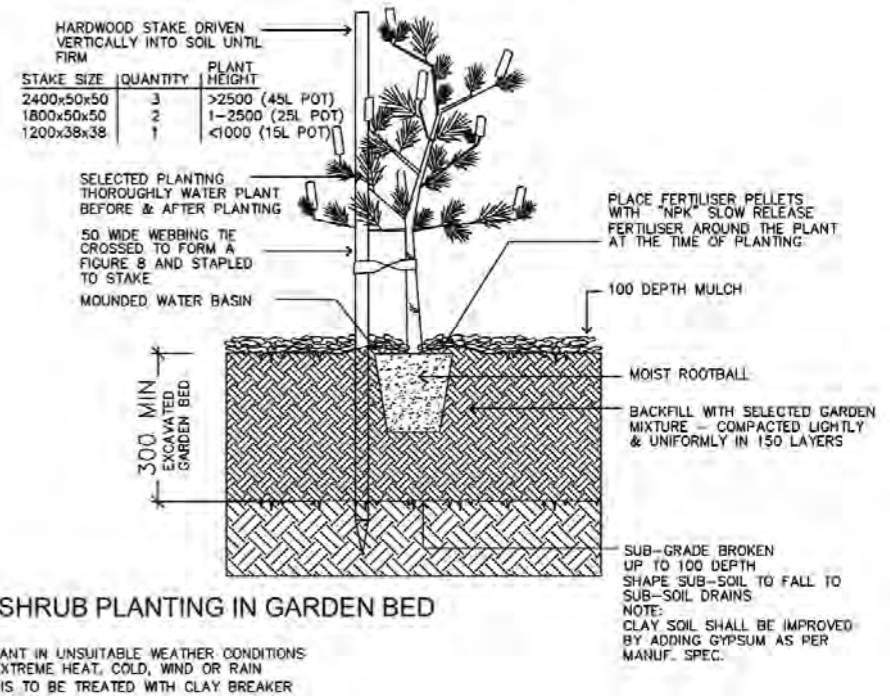 HARDWOOD STAKE DRIVEN
VERTICALLY INTO SOIL UNTIL
FIRM
STAKE SIZE QUANTITY PLANT HEIGHT
2400x50x50 3 >2500 (45L POT)
1800x50x50 2 1-2500 (25L POT)
1200x38x38 1 <1000 (15L POT)
SELECTED PLANTING
THOROUGHLY WATER PLANT
BEFORE & AFTER PLANTING
50 WIDE WEBBING TIE
CROSSED TO FORM A
FIGURE 8 AND STAPLED
TO STAKE
MOUNDED WATER BASIN
PLACE FERTILISER PELLETS
WITH "NPK" SLOW RELEASE
FERTILISER AROUND THE PLANT
AT THE TIME OF PLANTING
100 DEPTH MULCH
MOIST ROOTBALL
BACKFILL WITH SELECTED GARDEN
MIXTURE - COMPACTED LIGHTLY
& UNIFORMLY IN 150 LAYERS
300 MIN
EXCAVATED
GARDEN BED
SUB-GRADE BROKEN
UP TO 100 DEPTH
SHAPE SUB-SOIL TO FALL TO
SUB-SOIL DRAINS
NOTE:
CLAY SOIL SHALL BE IMPROVED
BY ADDING GYPSUM AS PER
MANUF. SPEC.
SHRUB PLANTING IN GARDEN BED
ANT IN UNSUITABLE WEATHER CONDITIONS
XTREME HEAT, COLD, WIND OR RAIN
IS TO BE TREATED WITH CLAY BREAKER